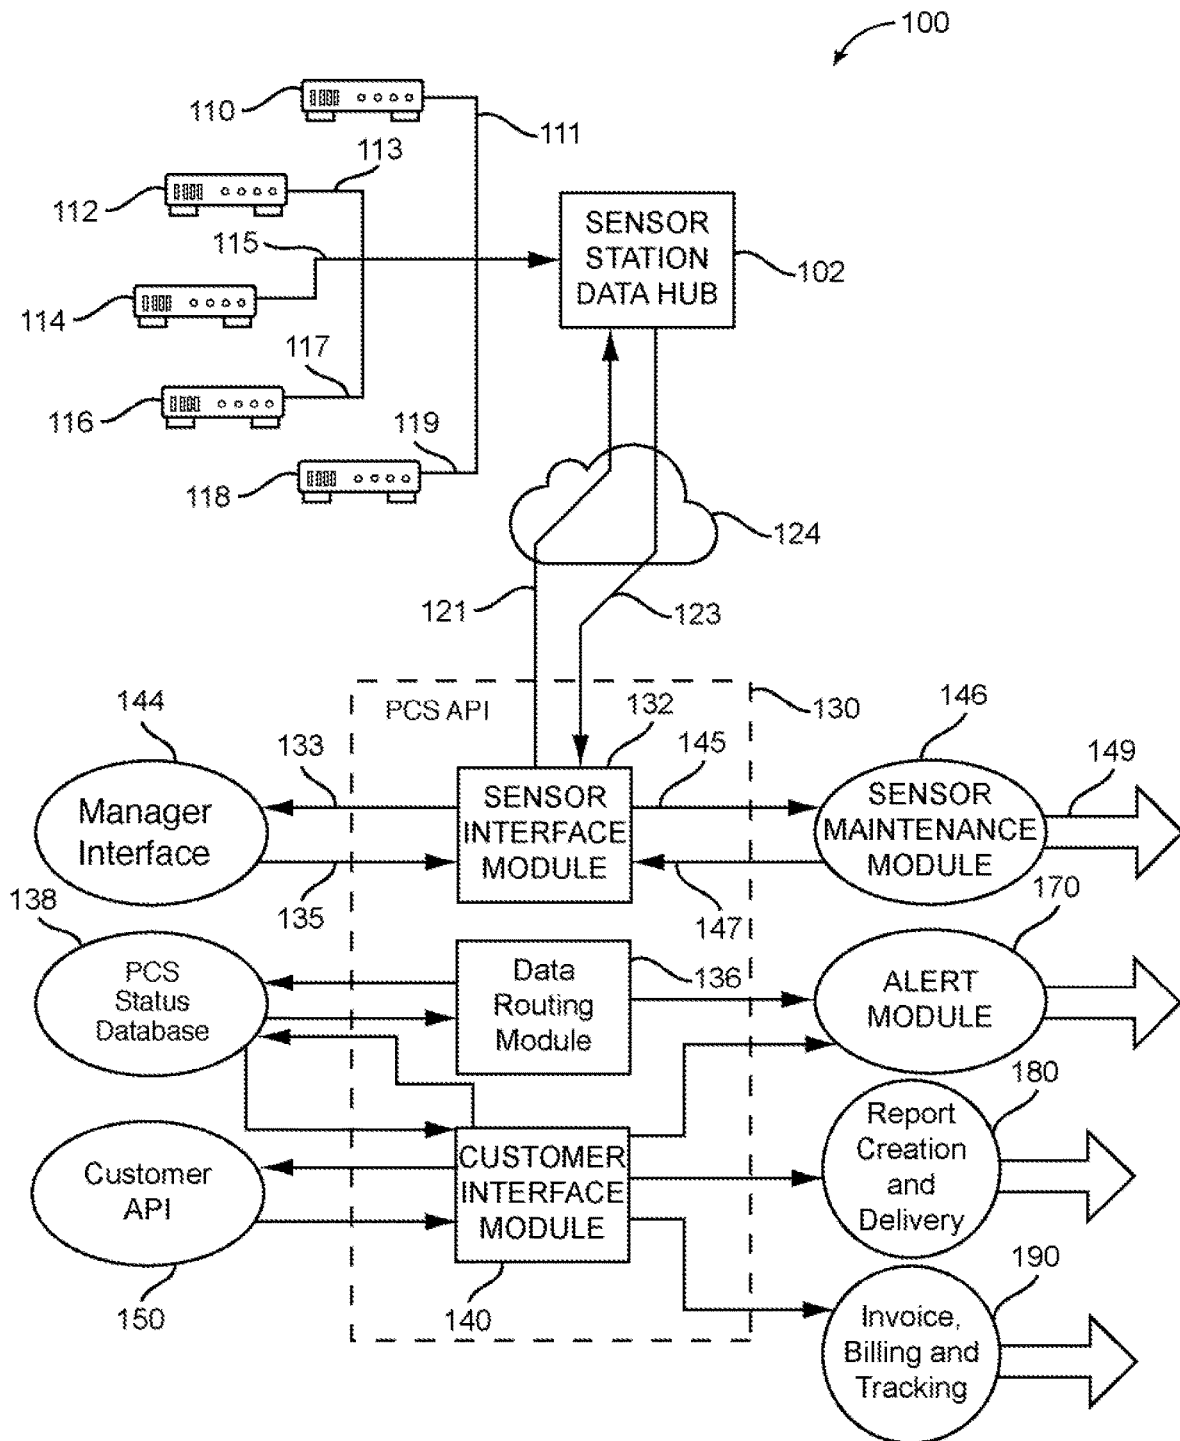 100
110
111
113
112
SENSOR
STATION
DATA HUB
115
102
114
117
116
119
118
124
121
123
144
PCS API
132
130
146
133
145
149
Manager
Interface
SENSOR
INTERFACE
MODULE
SENSOR
MAINTENANCE
MODULE
138
135
147
170
PCS
Status
Database
Data
Routing
Module
136
ALERT
MODULE
180
Customer
API
CUSTOMER
INTERFACE
MODULE
Report
Creation
and
Delivery
150
140
190
Invoice,
Billing and
Tracking